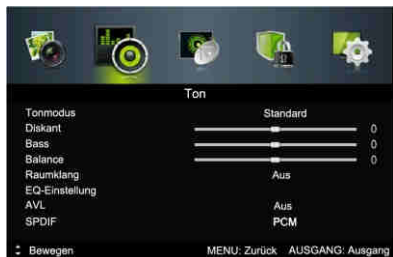 Ton
Tonmodus Standard
Diskant 0
Bass 0
Balance 0
Raumklang Aus
EQ-Einstellung
AVL Aus
SPDIF PCM
Bewegen MENU: Zurück AUSGANG: Ausgang